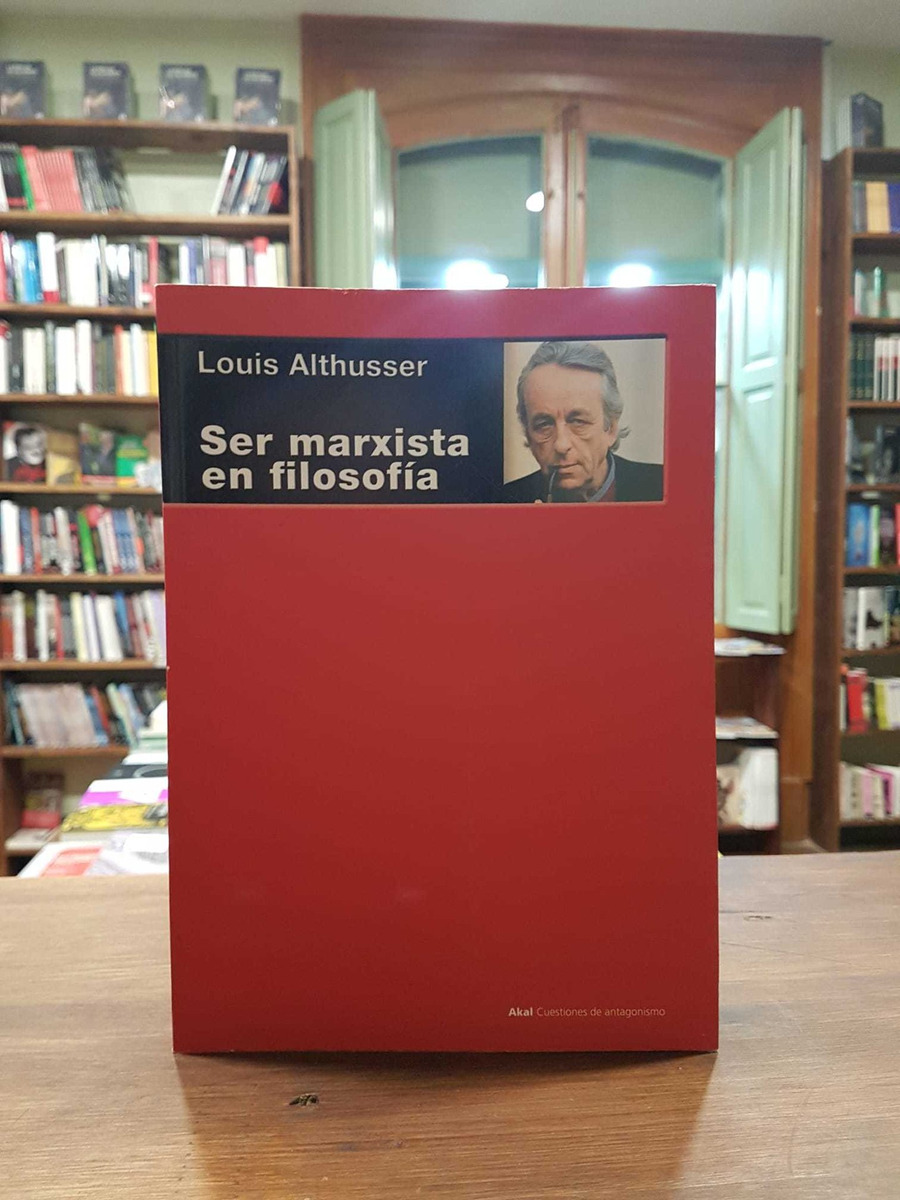 Louis Althusser
Ser marxista
en filosofía
Akal Cuestiones de antagonismo